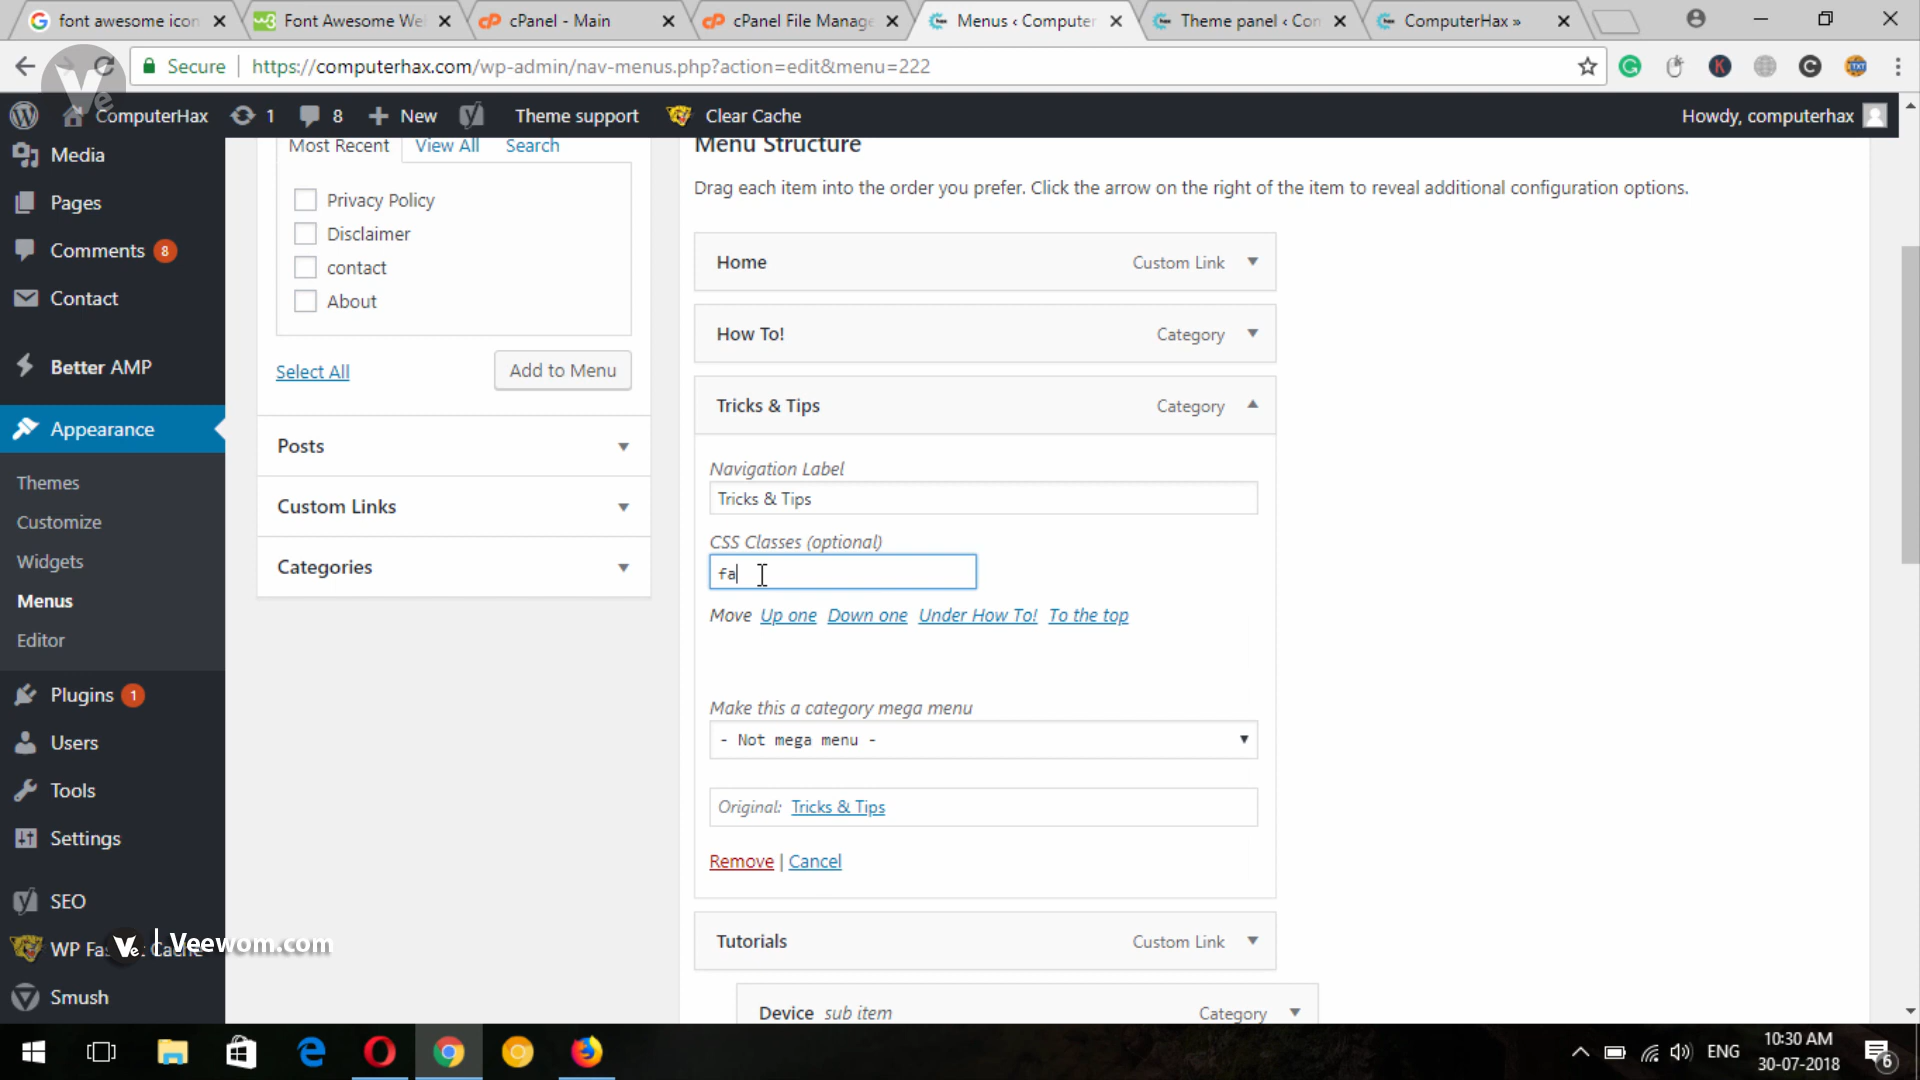 font awesome icon
Font Awesome We
cPanel - Main
cPanel File Manage
Menus ‹ Computer
Theme panel ‹ Con
ComputerHax »
Secure
https://computerhax.com/wp-admin/nav-menus.php?action=edit&menu=222
ComputerHax
1
8
New
Theme support
Clear Cache
Howdy, computerhax
Media
Pages
Comments 8
Contact
Better AMP
Appearance
Themes
Customize
Widgets
Menus
Editor
Plugins 1
Users
Tools
Settings
SEO
WP Fa
Cache
Ve | Veewom.com
Smush
Most Recent
View All
Search
Privacy Policy
Disclaimer
contact
About
Select All
Add to Menu
Posts
Custom Links
Categories
Menu Structure
Drag each item into the order you prefer. Click the arrow on the right of the item to reveal additional configuration options.
Home
Custom Link
How To!
Category
Tricks & Tips
Category
Navigation Label
Tricks & Tips
CSS Classes (optional)
fa
Move Up one Down one Under How To! To the top
Make this a category mega menu
- Not mega menu -
Original: Tricks & Tips
Remove | Cancel
Tutorials
Custom Link
Device sub item
Category
ENG
10:30 AM
30-07-2018
6